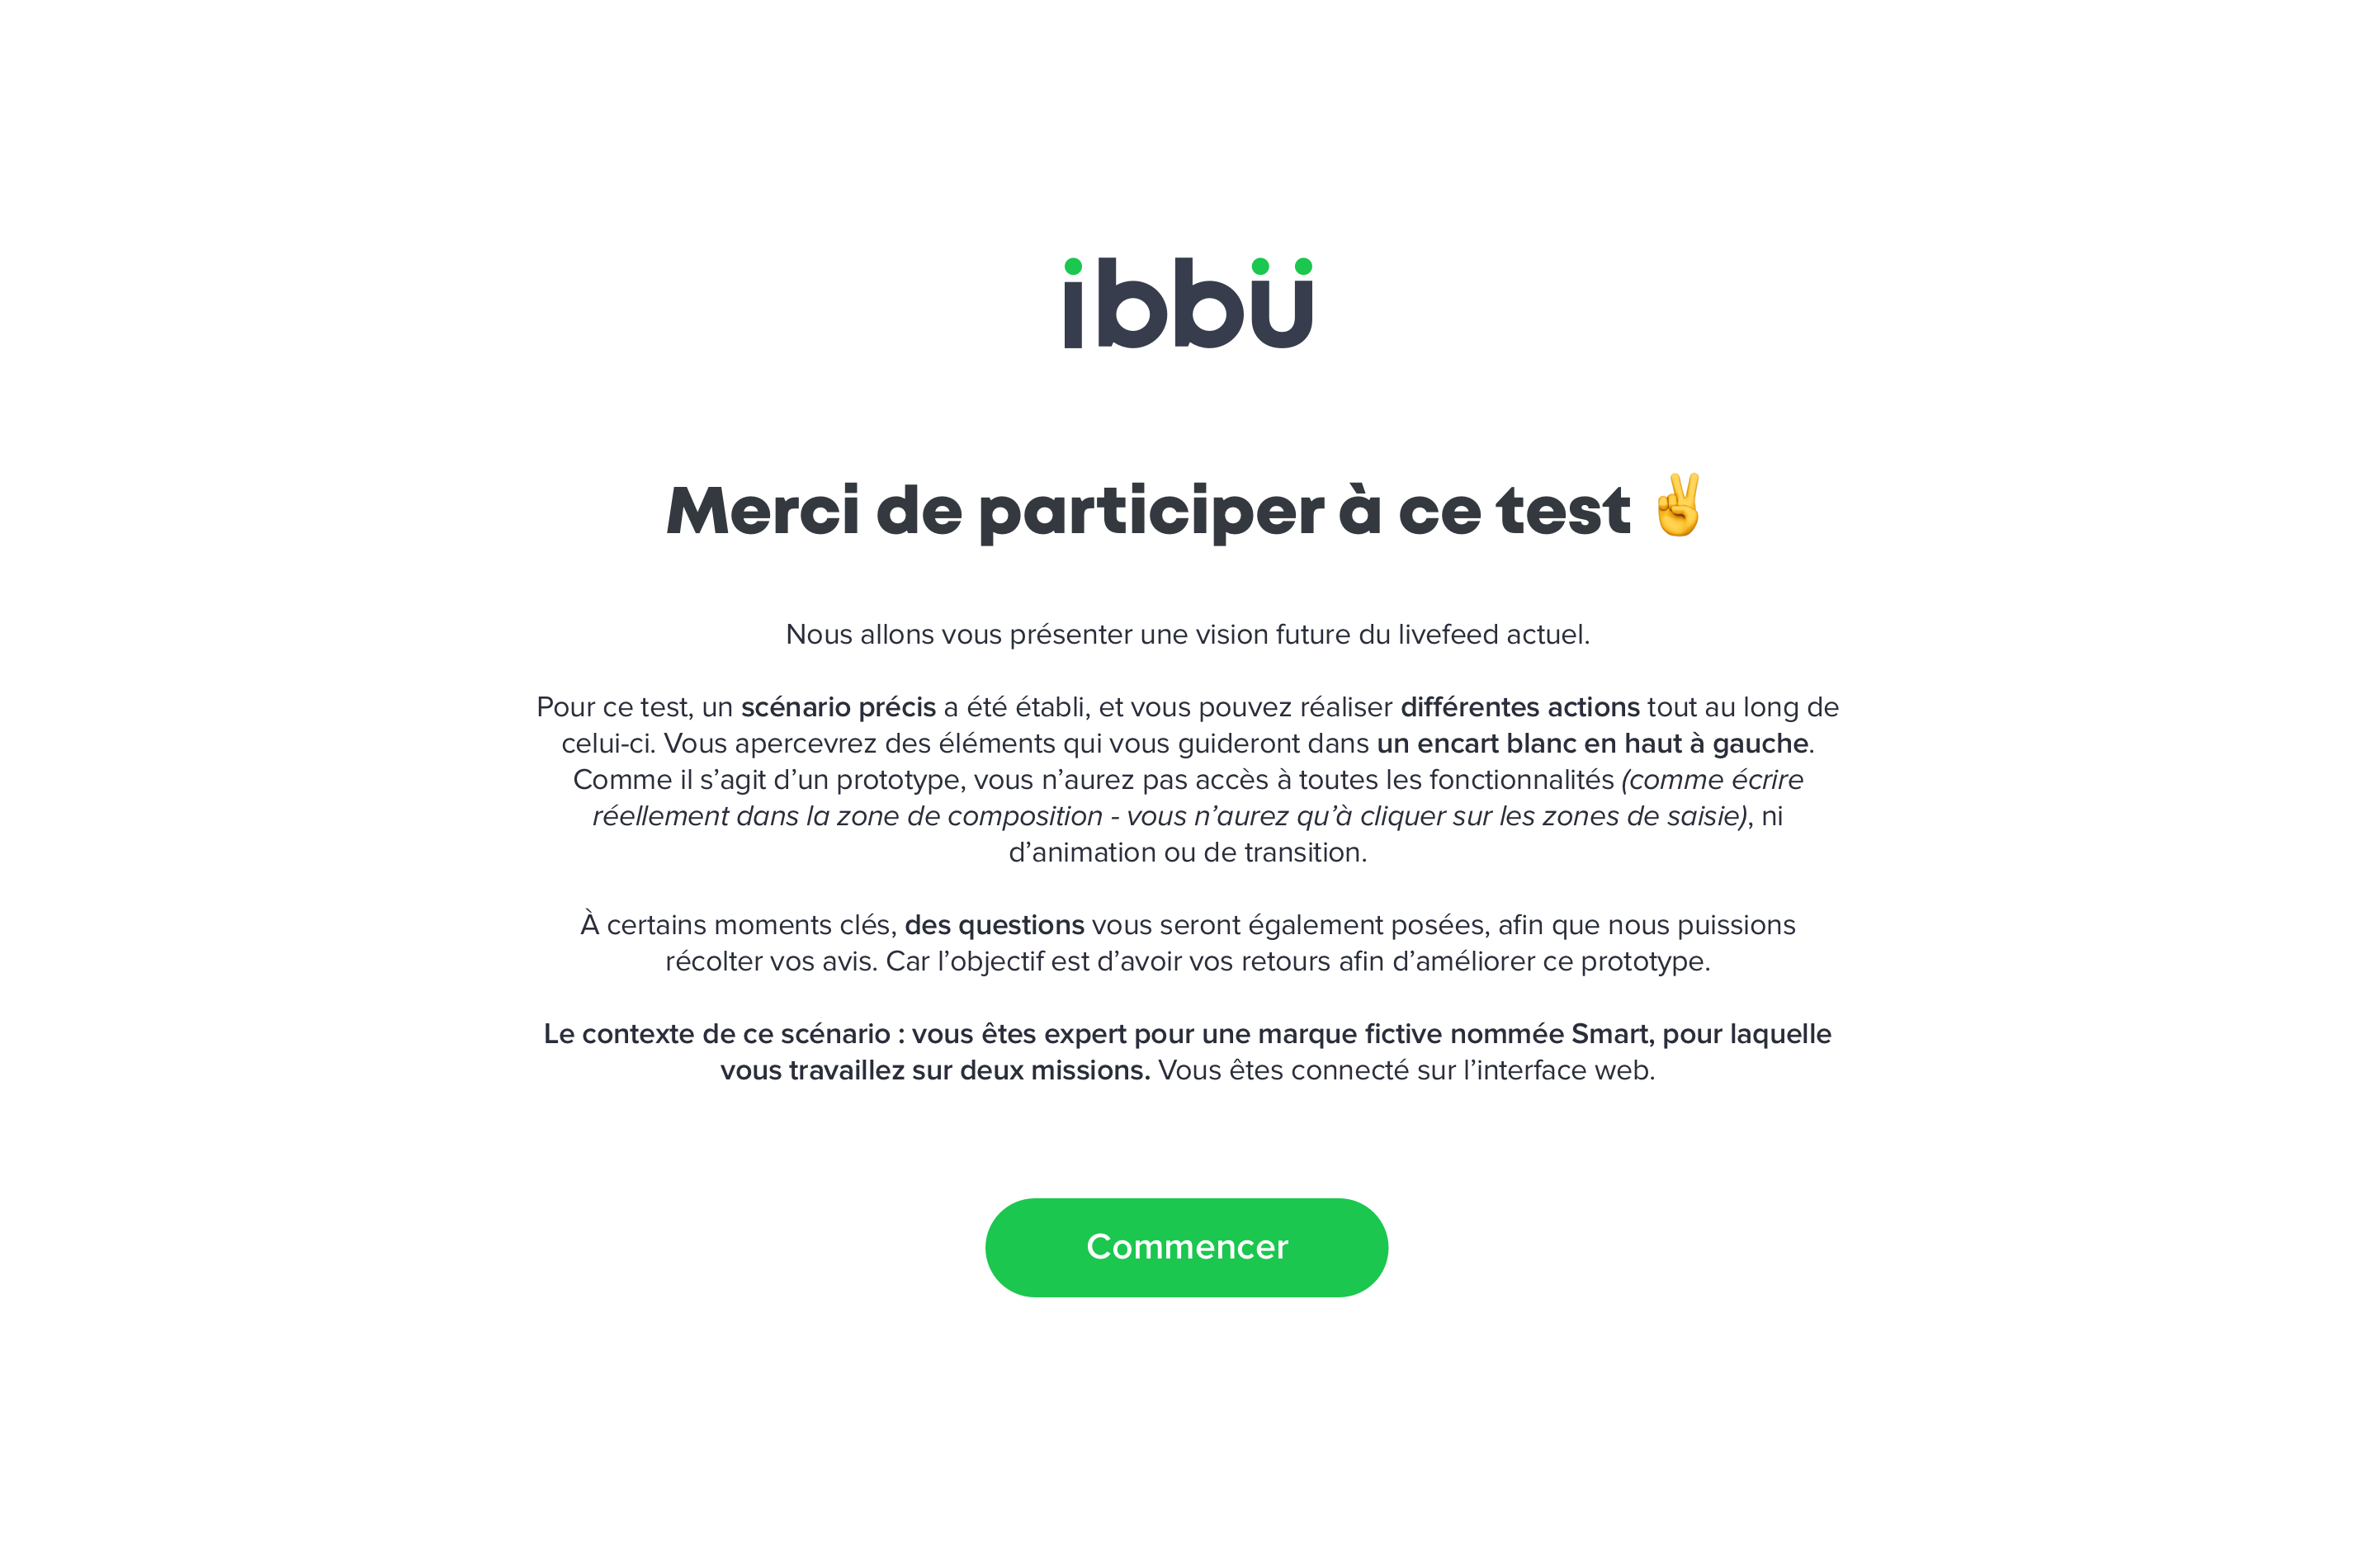 ibbü
Merci de participer à ce test ✌️
Nous allons vous présenter une vision future du livefeed actuel.
Pour ce test, un scénario précis a été établi, et vous pouvez réaliser différentes actions tout au long de
celui-ci. Vous apercevrez des éléments qui vous guideront dans un encart blanc en haut à gauche.
Comme il s’agit d’un prototype, vous n’aurez pas accès à toutes les fonctionnalités (comme écrire
réellement dans la zone de composition - vous n’aurez qu’à cliquer sur les zones de saisie), ni
d’animation ou de transition.
À certains moments clés, des questions vous seront également posées, afin que nous puissions
récolter vos avis. Car l’objectif est d’avoir vos retours afin d’améliorer ce prototype.
Le contexte de ce scénario : vous êtes expert pour une marque fictive nommée Smart, pour laquelle
vous travaillez sur deux missions. Vous êtes connecté sur l’interface web.
Commencer